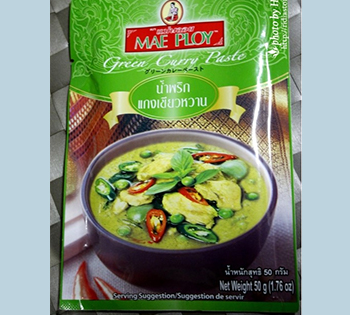 MAE PLOY™
Green Curry Paste
グリーンカレーペースト
น้ำพริก
แกงเขียวหวาน
น้ำหนักสุทธิ 50 กรัม
Net Weight 50 g (1.76 oz)
Serving Suggestion/Suggestion de servir
photo by